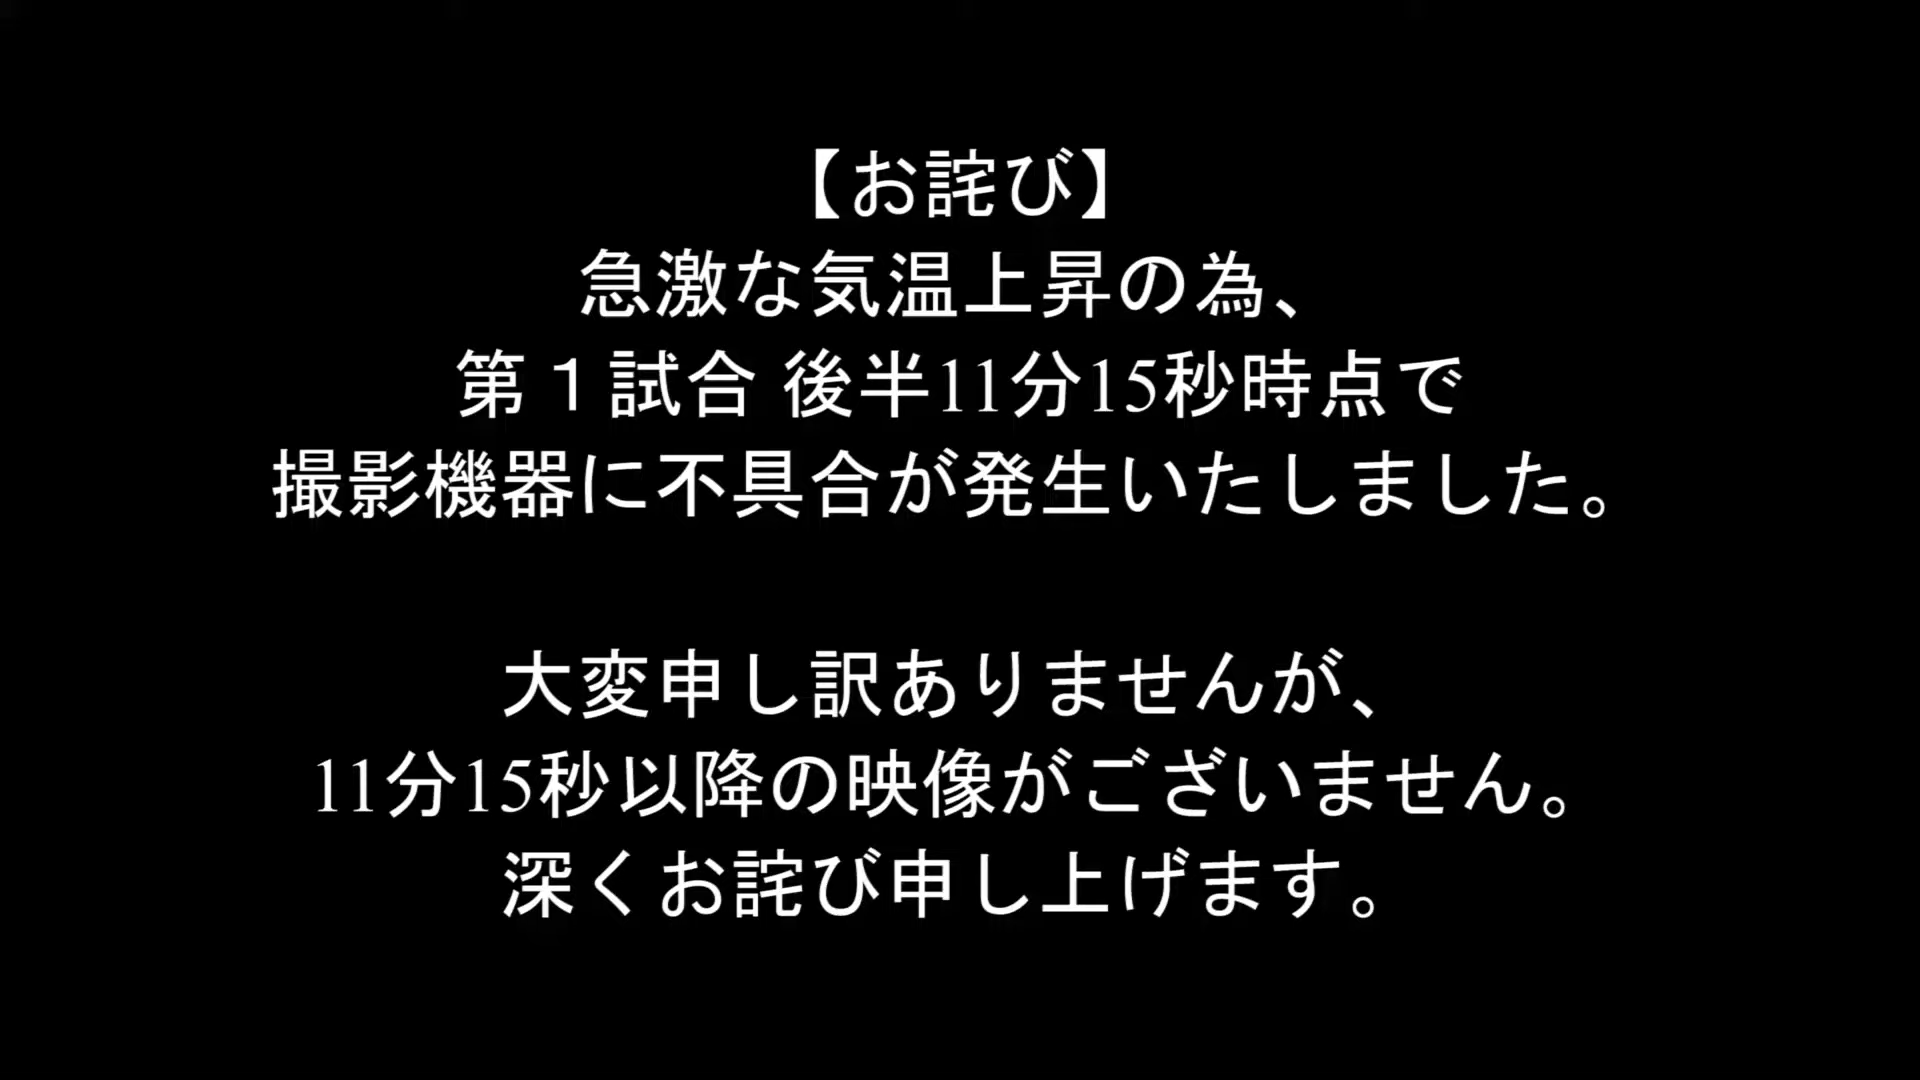 【お詫び】
急激な気温上昇の為、
第１試合 後半11分15秒時点で
撮影機器に不具合が発生いたしました。
大変申し訳ありませんが、
11分15秒以降の映像がございません。
深くお詫び申し上げます。